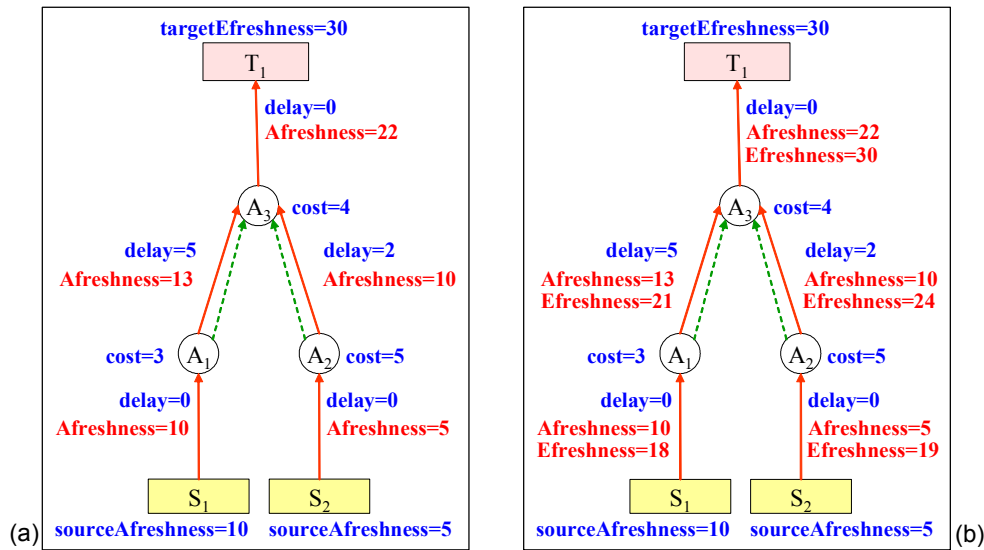 targetEfreshness=30
T1
delay=0
Afreshness=22
A3
cost=4
delay=5
Afreshness=13
delay=2
Afreshness=10
cost=3
A1
A2
cost=5
delay=0
Afreshness=10
delay=0
Afreshness=5
S1
S2
(a)
sourceAfreshness=10
sourceAfreshness=5
targetEfreshness=30
T1
delay=0
Afreshness=22
Efreshness=30
A3
cost=4
delay=5
Afreshness=13
Efreshness=21
delay=2
Afreshness=10
Efreshness=24
cost=3
A1
A2
cost=5
delay=0
Afreshness=10
Efreshness=18
delay=0
Afreshness=5
Efreshness=19
S1
S2
sourceAfreshness=10
sourceAfreshness=5
(b)